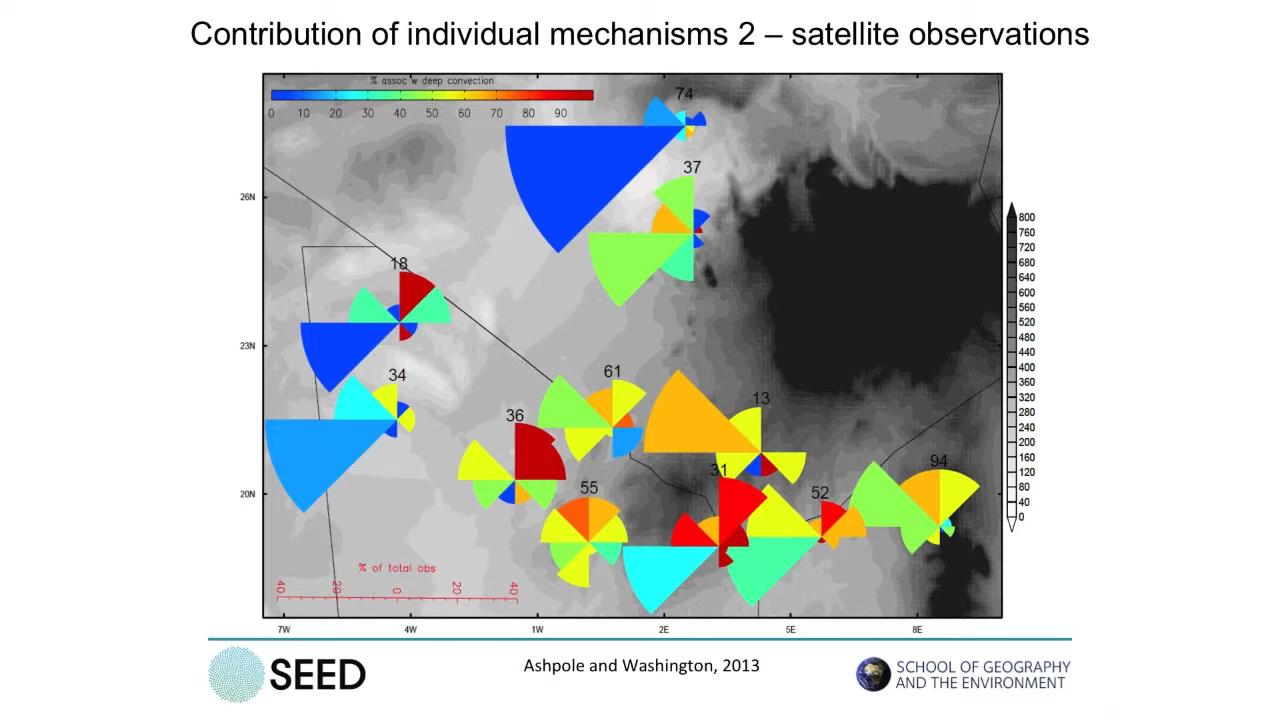 Contribution of individual mechanisms 2 – satellite observations
% assoc w deep convection
0 10 20 30 40 50 60 70 80 90
74
37
26N
18
23N
34
61
13
36
31
94
20N
55
52
% of total obs
40 20 0 20 40
7W 4W 1W 2E 5E 8E
800
760
720
680
640
600
560
520
480
440
400
360
320
280
240
200
160
120
80
40
0
SEED
Ashpole and Washington, 2013
SCHOOL OF GEOGRAPHY
AND THE ENVIRONMENT